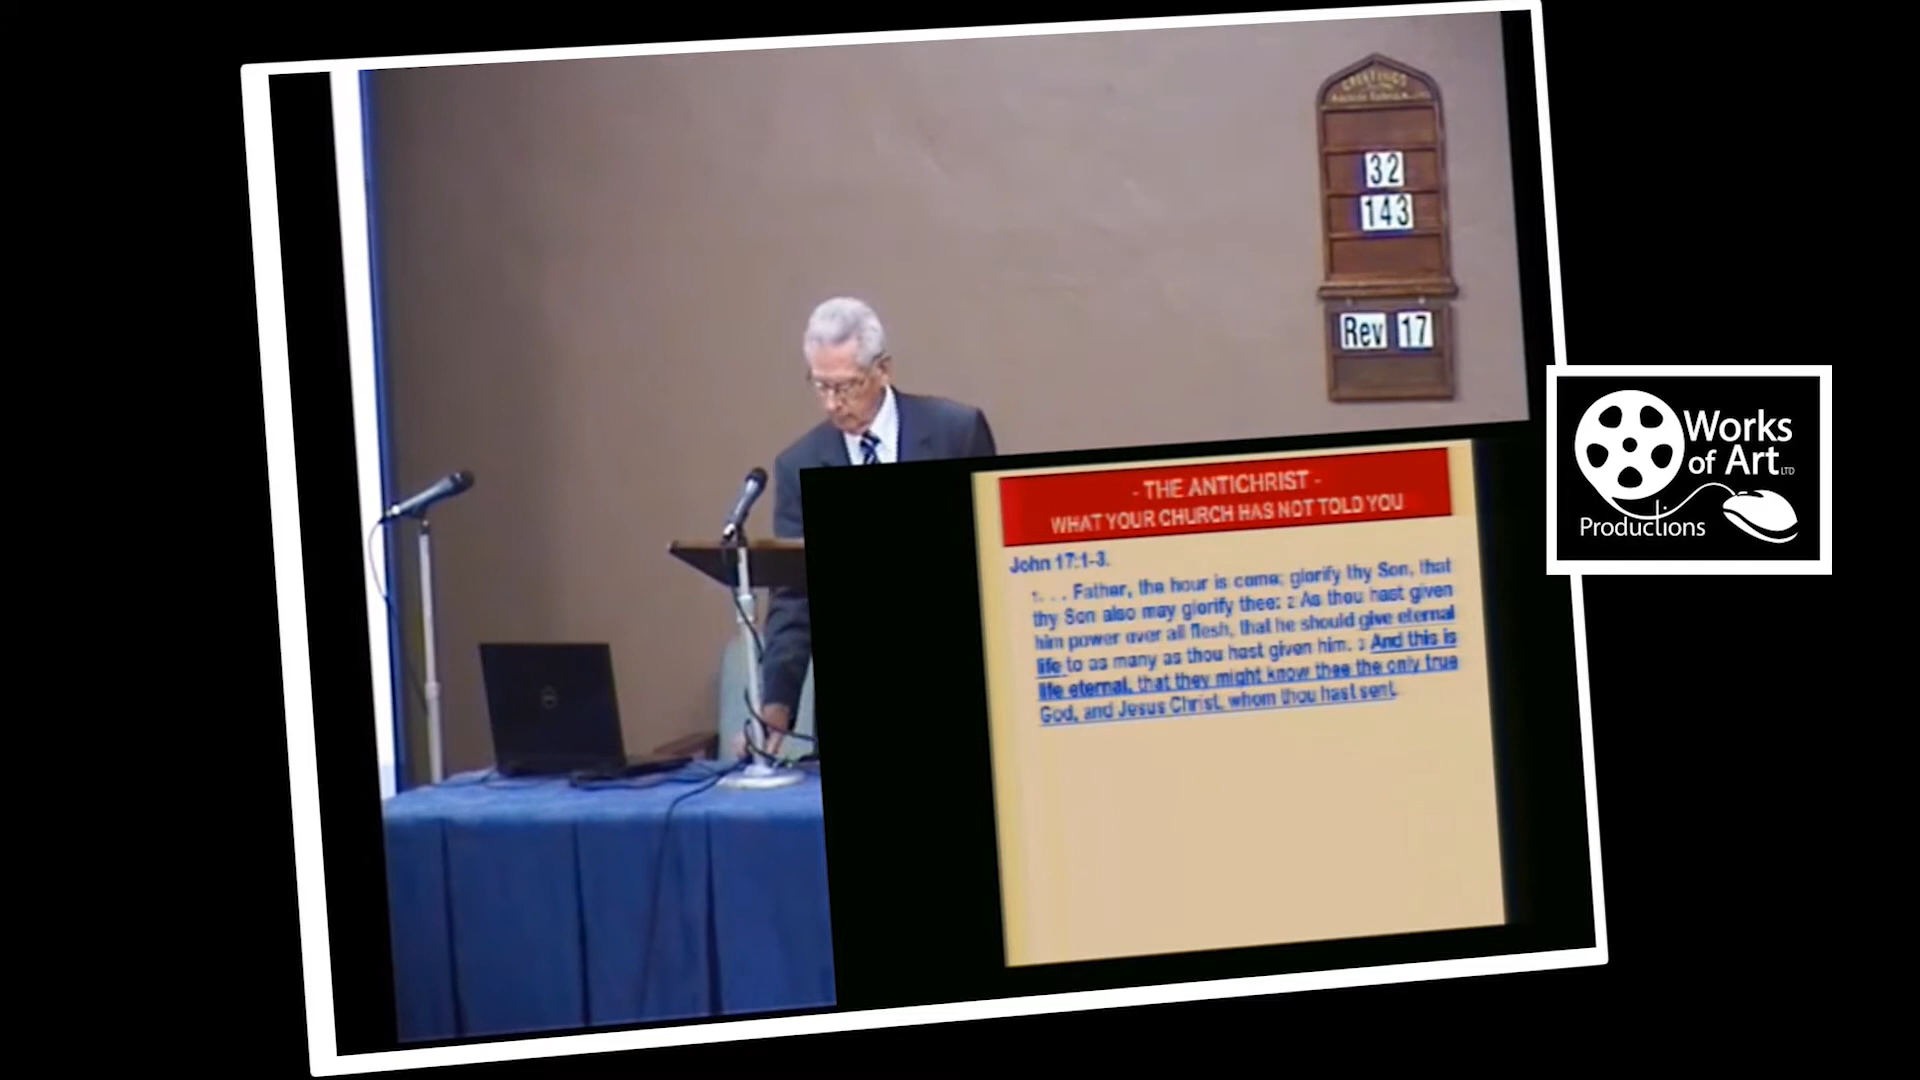 32
143
Rev 17
- THE ANTICHRIST -
WHAT YOUR CHURCH HAS NOT TOLD YOU
John 17:1-3.
1. . . Father, the hour is come; glorify thy Son, that
thy Son also may glorify thee: 2 As thou hast given
him power over all flesh, that he should give eternal
life to as many as thou hast given him. 3 And this is
life eternal, that they might know thee the only true
God, and Jesus Christ, whom thou hast sent.
Works
of Art LTD
Productions